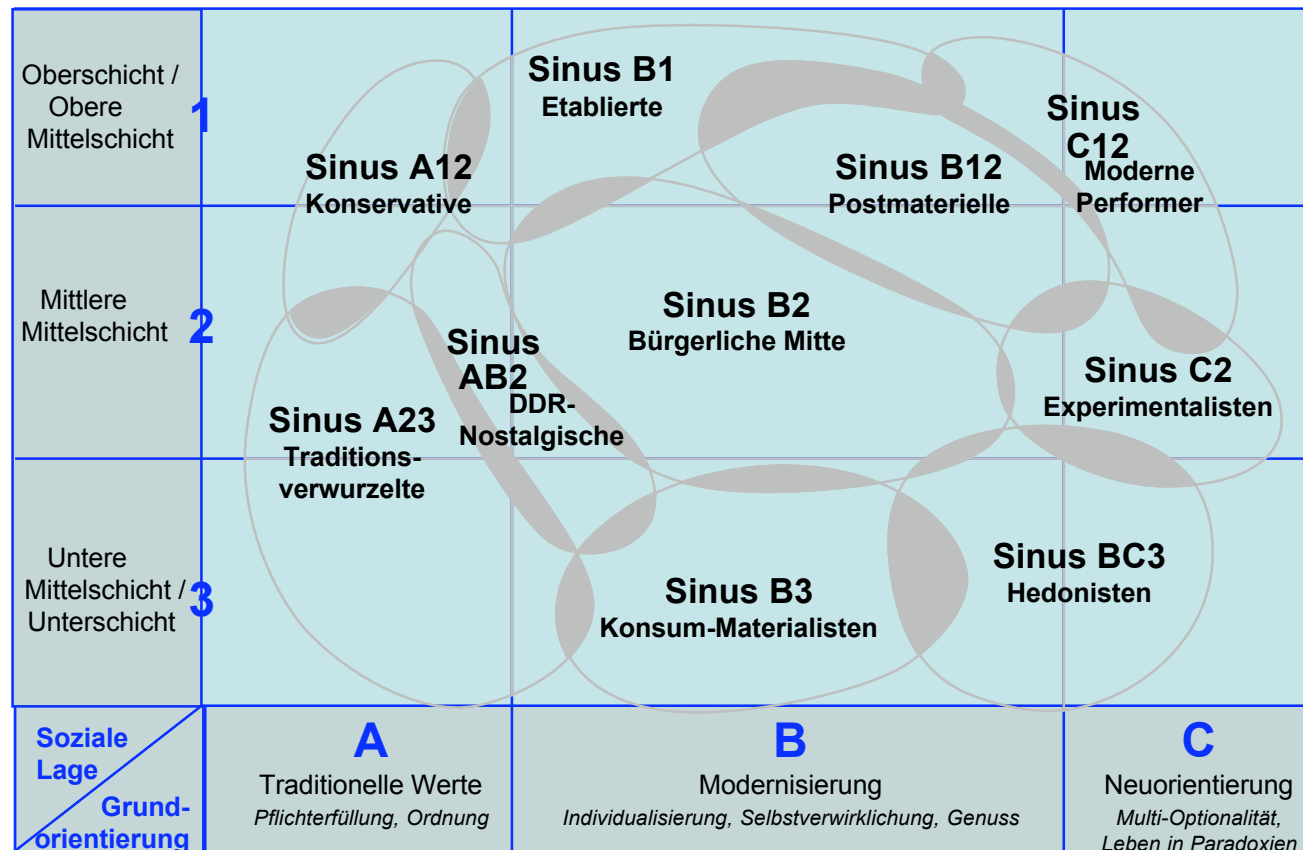 Oberschicht /
Obere
Mittelschicht
1
Sinus B1
Etablierte
Sinus
C12
Moderne
Performer
Sinus A12
Konservative
Sinus B12
Postmaterielle
Mittlere
Mittelschicht
2
Sinus B2
Bürgerliche Mitte
Sinus
AB2
DDR-
Nostalgische
Sinus C2
Experimentalisten
Sinus A23
Traditions-
verwurzelte
Untere
Mittelschicht /
Unterschicht
3
Sinus B3
Konsum-Materialisten
Sinus BC3
Hedonisten
Soziale
Lage
Grund-
orientierung
A
Traditionelle Werte
Pflichterfüllung, Ordnung
B
Modernisierung
Individualisierung, Selbstverwirklichung, Genuss
C
Neuorientierung
Multi-Optionalität,
Leben in Paradoxien